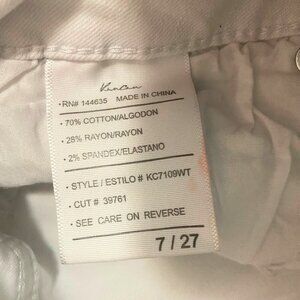 KanCan
RN# 144635 MADE IN CHINA
· 70% COTTON/ALGODON
· 28% RAYON/RAYON
· 2% SPANDEX/ELASTANO
· STYLE / ESTILO # KC7109WT
· CUT # 39761
· SEE CARE ON REVERSE
7 / 27